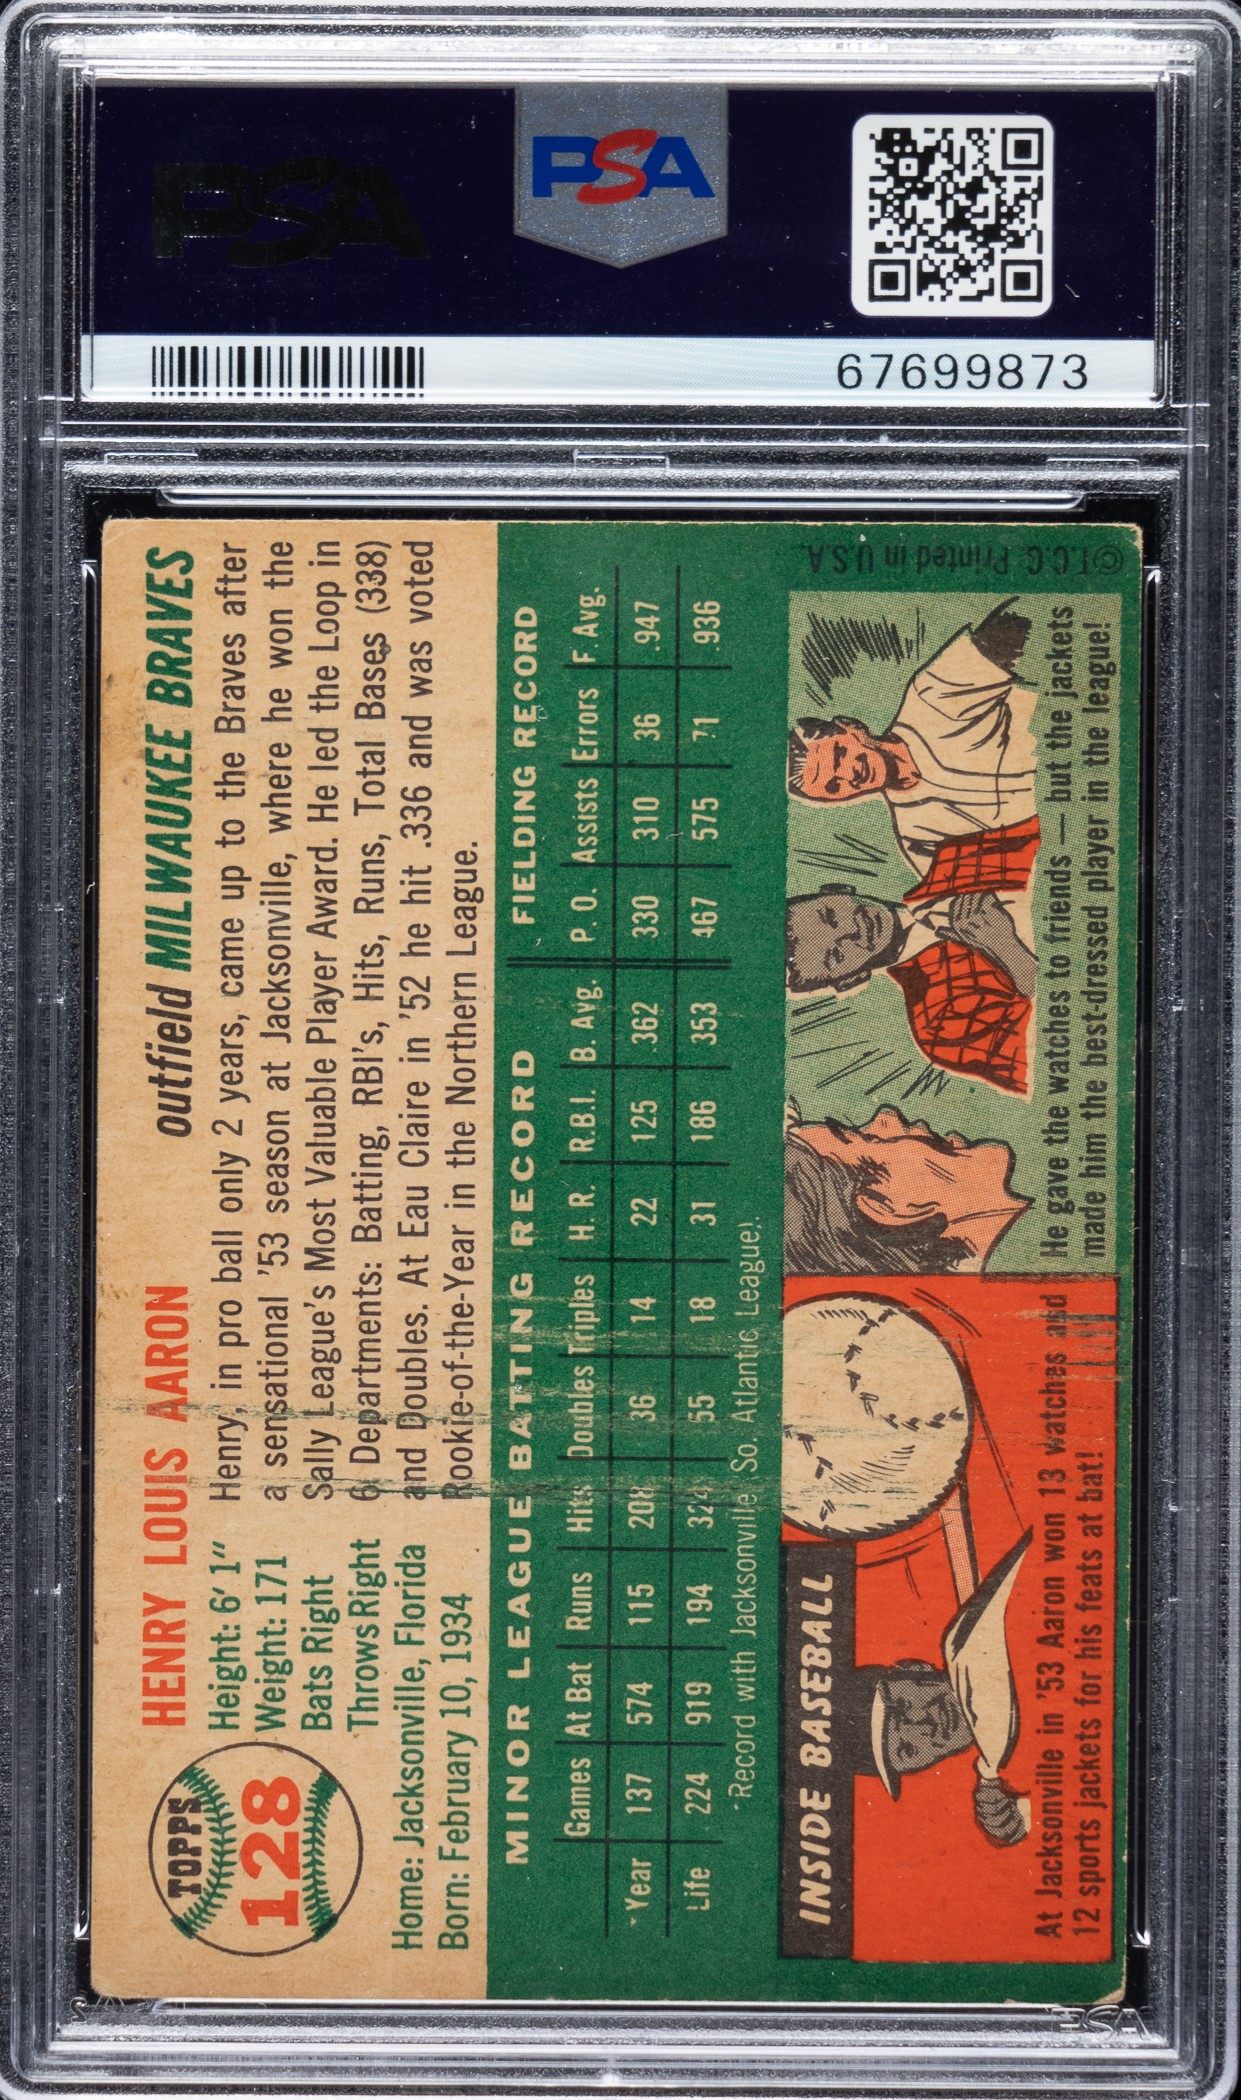 PSA
PSA
67699873
TOPPS
128
HENRY LOUIS AARON
outfield MILWAUKEE BRAVES
Height: 6' 1"
Weight: 171
Bats Right
Throws Right
Home: Jacksonville, Florida
Born: February 10, 1934
Henry, in pro ball only 2 years, came up to the Braves after
a sensational '53 season at Jacksonville, where he won the
Sally League's Most Valuable Player Award. He led the Loop in
6 Departments: Batting, RBI's, Hits, Runs, Total Bases (338)
and Doubles. At Eau Claire in '52 he hit .336 and was voted
Rookie-of-the-Year in the Northern League.
MINOR LEAGUE BATTING RECORD FIELDING RECORD
Games At Bat Runs Hits Doubles Triples H. R. R.B.I. B. Avg. P. O. Assists Errors F. Avg.
*Year 137 574 115 208 36 14 22 125 .362 330 310 36 .947
Life 224 919 194 324 55 18 31 186 .353 467 575 71 .936
*Record with Jacksonville (So. Atlantic League).
INSIDE BASEBALL
At Jacksonville in '53 Aaron won 13 watches and
12 sports jackets for his feats at bat!
He gave the watches to friends — but the jackets
made him the best-dressed player in the league!
©T.C.G. Printed in U.S.A.
PSA